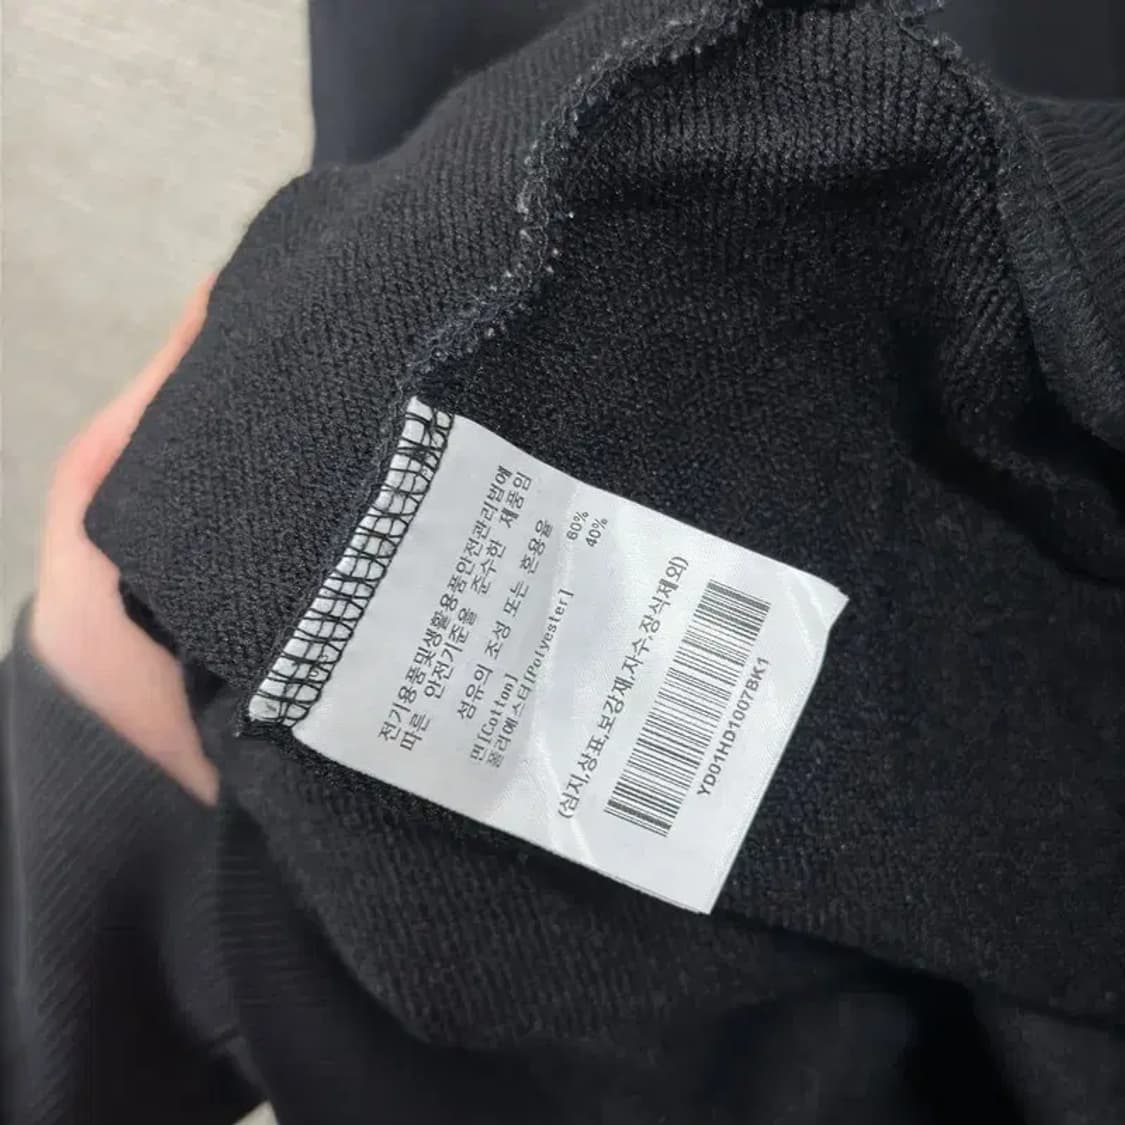 전기용품및생활용품안전관리법에
따른 안전기준을 준수한 제품임
섬유의 조성 또는 혼용율
면[Cotton] 60%
폴리에스터[Polyester] 40%
(심지,상표,보강재,자수,장식제외)
YD01HD1007BK1